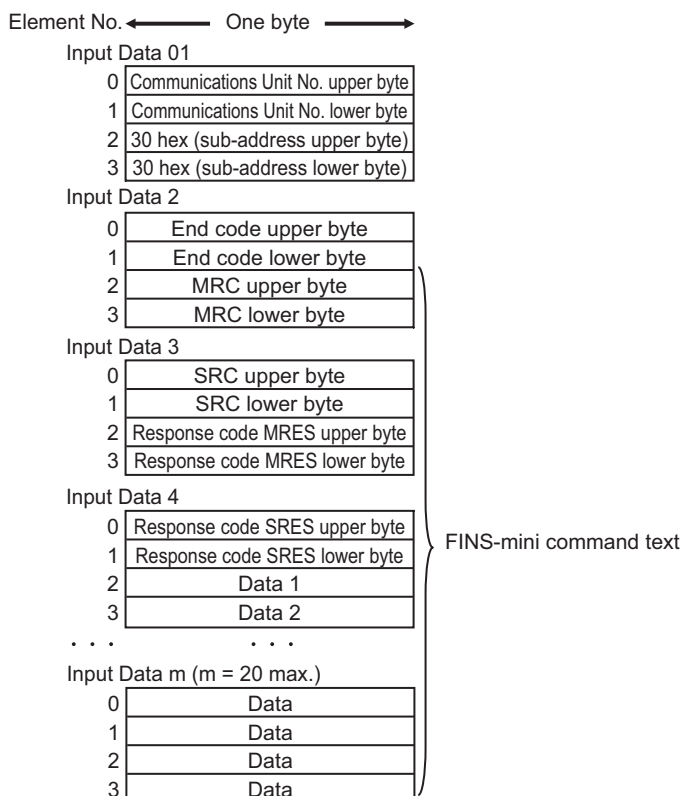 Element No. One byte
Input Data 01
0 Communications Unit No. upper byte
1 Communications Unit No. lower byte
2 30 hex (sub-address upper byte)
3 30 hex (sub-address lower byte)
Input Data 2
0 End code upper byte
1 End code lower byte
2 MRC upper byte
3 MRC lower byte
Input Data 3
0 SRC upper byte
1 SRC lower byte
2 Response code MRES upper byte
3 Response code MRES lower byte
Input Data 4
0 Response code SRES upper byte
1 Response code SRES lower byte
FINS-mini command text
2 Data 1
3 Data 2
. . . . . .
Input Data m (m = 20 max.)
0 Data
1 Data
2 Data
3 Data